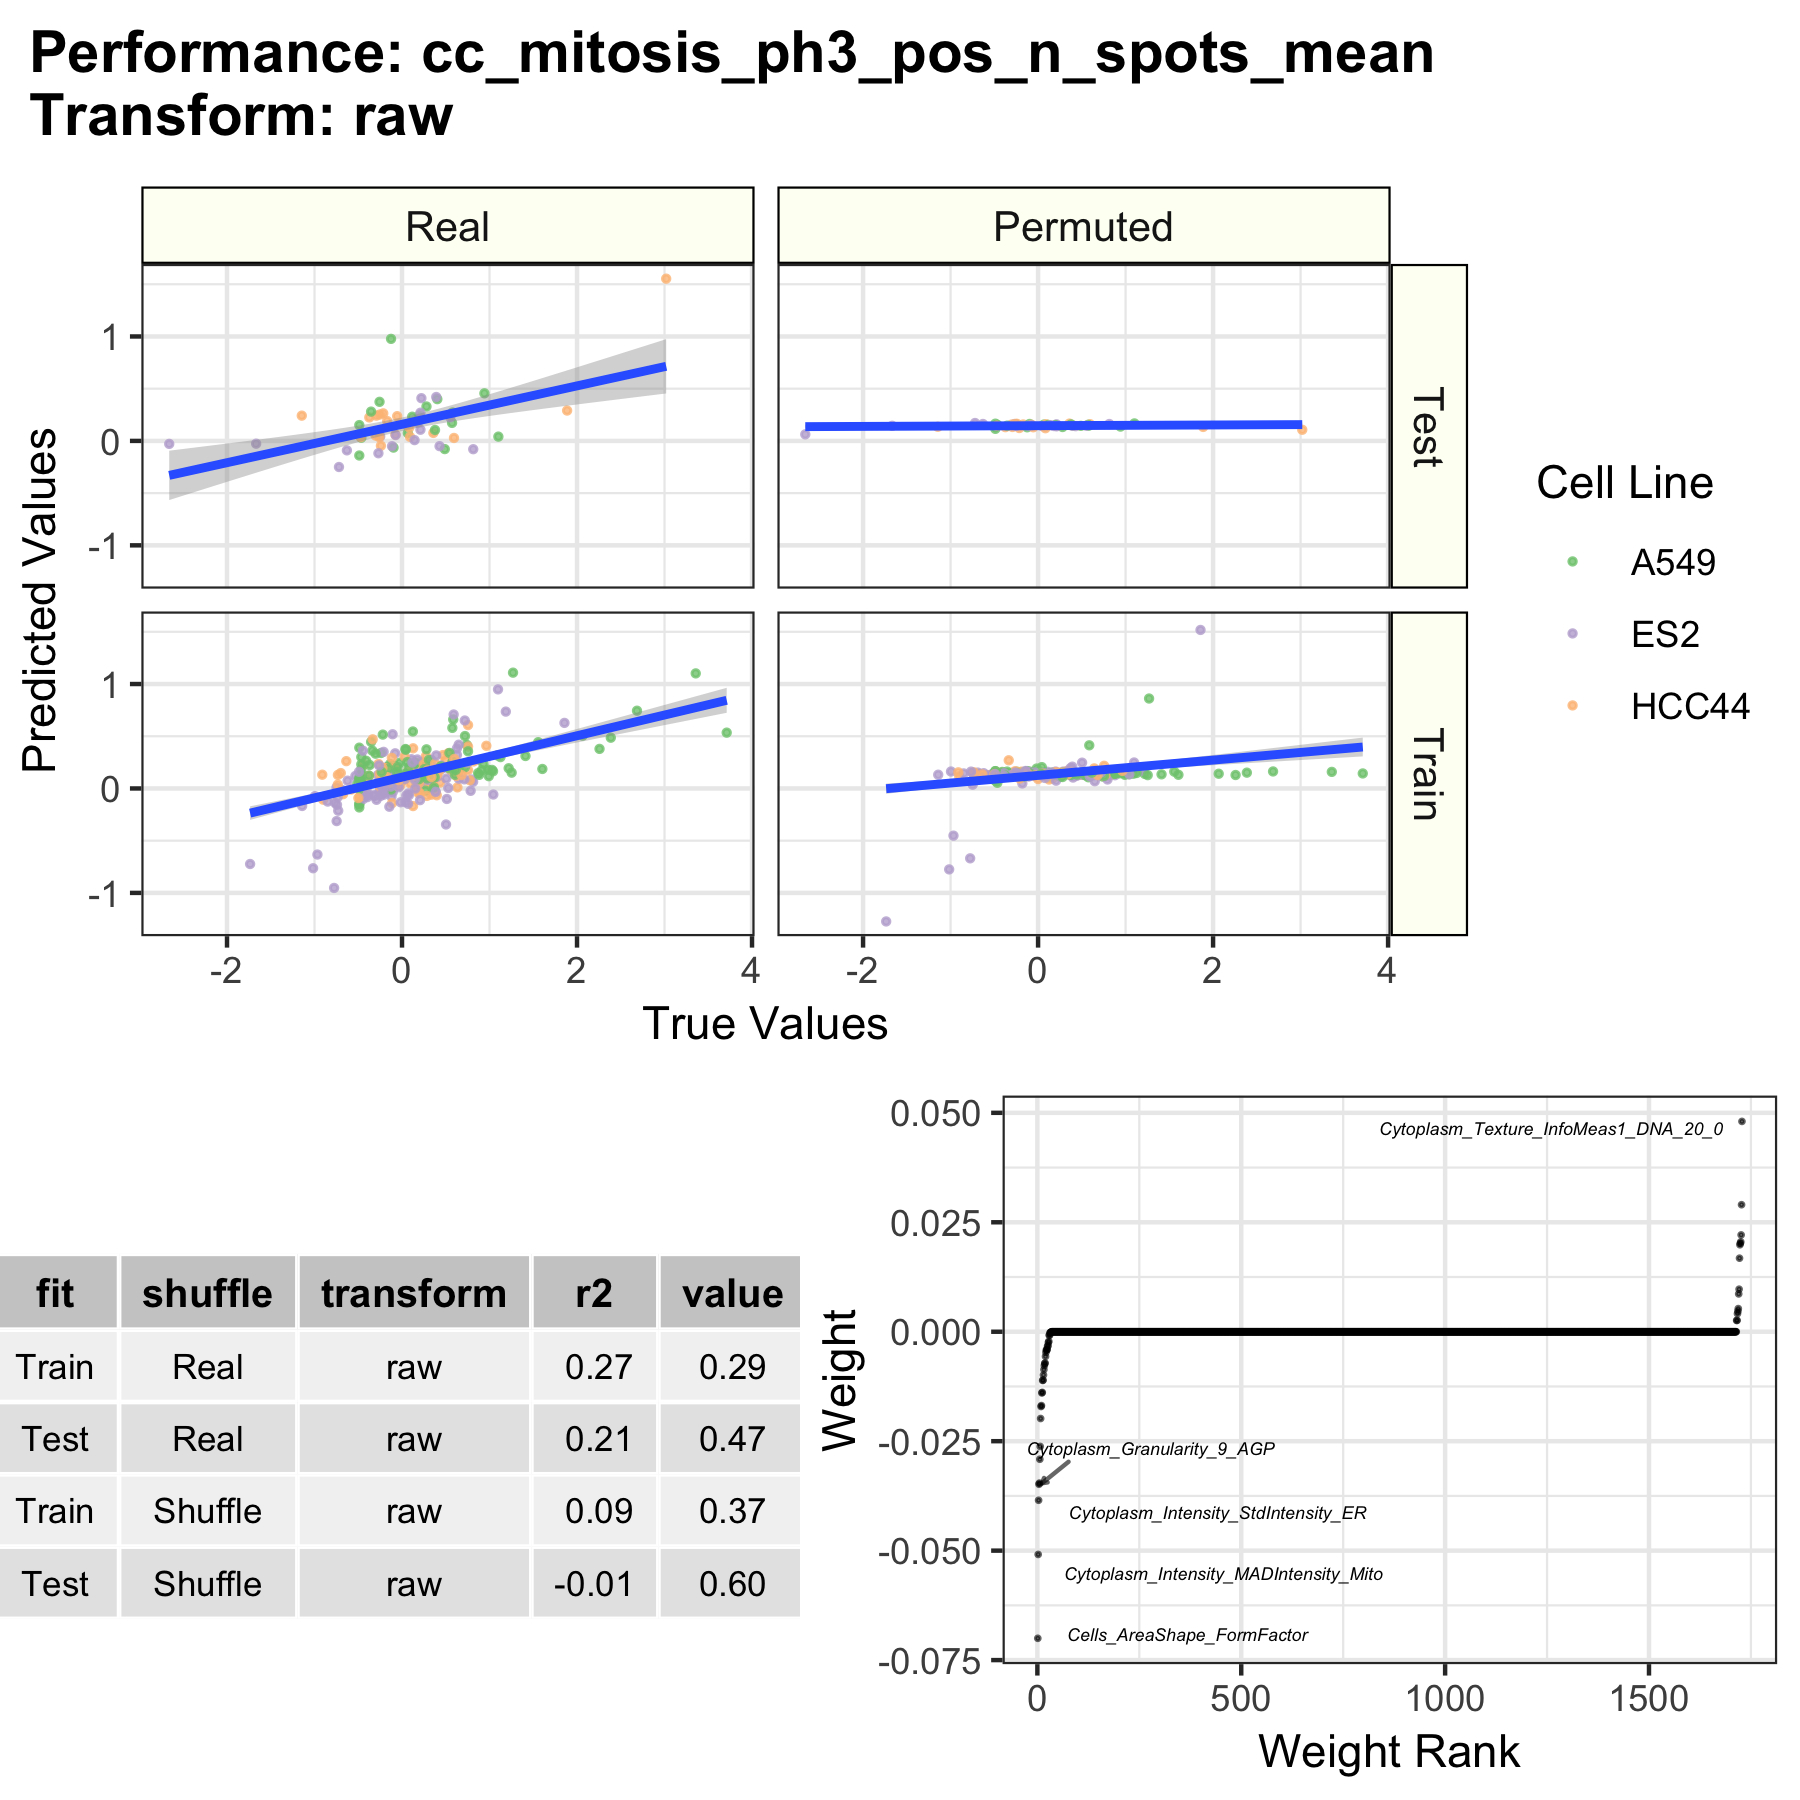 Performance: cc_mitosis_ph3_pos_n_spots_mean
Transform: raw
Real
Permuted
Predicted Values
1
0
-1
Test
1
0
-1
Train
-2
0
2
4
-2
0
2
4
True Values
Cell Line
A549
ES2
HCC44
fit shuffle transform r2 value
Train Real raw 0.27 0.29
Test Real raw 0.21 0.47
Train Shuffle raw 0.09 0.37
Test Shuffle raw -0.01 0.60
Weight
0.050
0.025
0.000
-0.025
-0.050
-0.075
Cytoplasm_Texture_InfoMeas1_DNA_20_0
Cytoplasm_Granularity_9_AGP
Cytoplasm_Intensity_StdIntensity_ER
Cytoplasm_Intensity_MADIntensity_Mito
Cells_AreaShape_FormFactor
0
500
1000
1500
Weight Rank